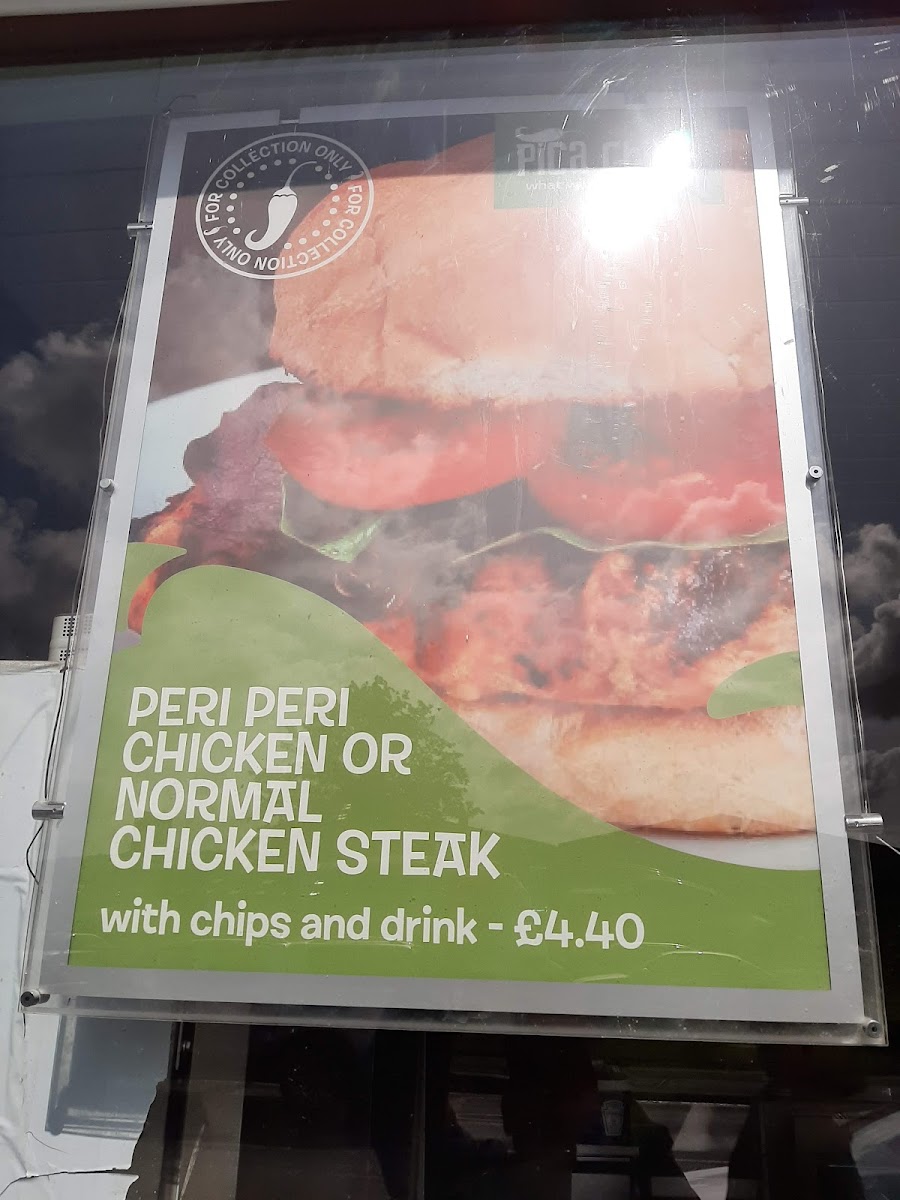 FOR COLLECTION ONLY
FOR COLLECTION ONLY
PERI PERI
CHICKEN OR
NORMAL
CHICKEN STEAK
with chips and drink - £4.40
Pica